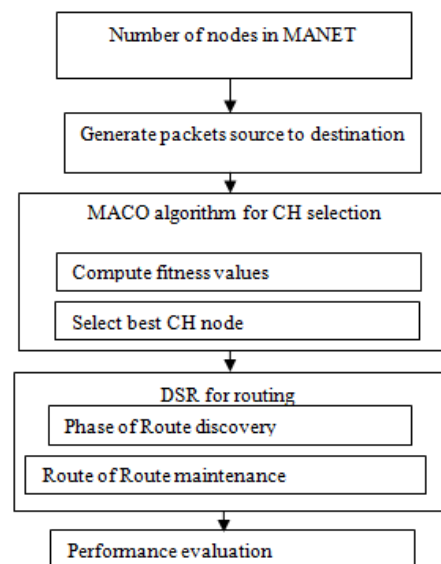 Number of nodes in MANET
Generate packets source to destination
MACO algorithm for CH selection
Compute fitness values
Select best CH node
DSR for routing
Phase of Route discovery
Route of Route maintenance
Performance evaluation